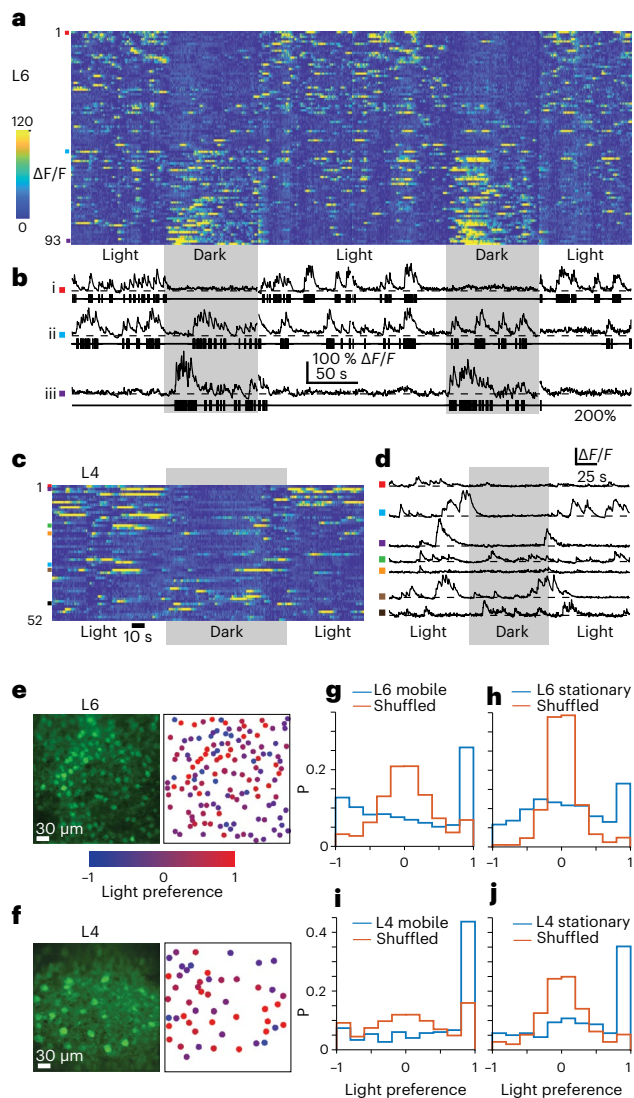 a
1
L6
120
ΔF/F
0
93
Light Dark Light Dark Light
b
i
ii
100 % ΔF/F
50 s
iii
200%
c
L4
1
52
Light Dark Light
10 s
d
ΔF/F
25 s
Light Dark Light
e
L6
30 µm
–1 0 1
Light preference
f
L4
30 µm
g
L6 mobile
Shuffled
P
0.2
0
–1 0 1
h
L6 stationary
Shuffled
–1 0 1
i
L4 mobile
Shuffled
P
0.4
0.2
0
–1 0 1
Light preference
j
L4 stationary
Shuffled
–1 0 1
Light preference